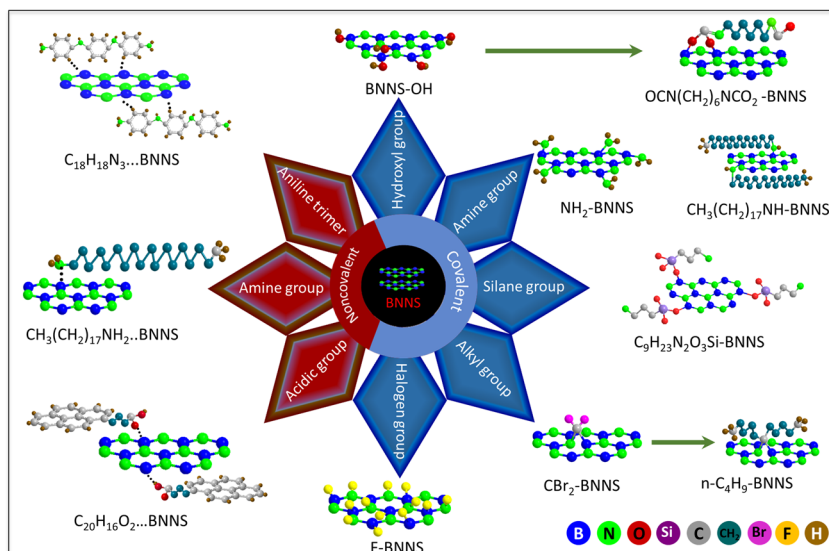 BNNS-OH
OCN(CH₂)₆NCO₂ -BNNS
C₁₈H₁₈N₃...BNNS
NH₂-BNNS
CH₃(CH₂)₁₇NH-BNNS
Hydroxyl group
Aniline trimer
Amine group
Noncovalent
Covalent
BNNS
Amine group
Silane group
CH₃(CH₂)₁₇NH₂..BNNS
C₉H₂₃N₂O₃Si-BNNS
Acidic group
Alkyl group
Halogen group
CBr₂-BNNS
n-C₄H₉-BNNS
C₂₀H₁₆O₂...BNNS
F-BNNS
B N O Si C CH₂ Br F H